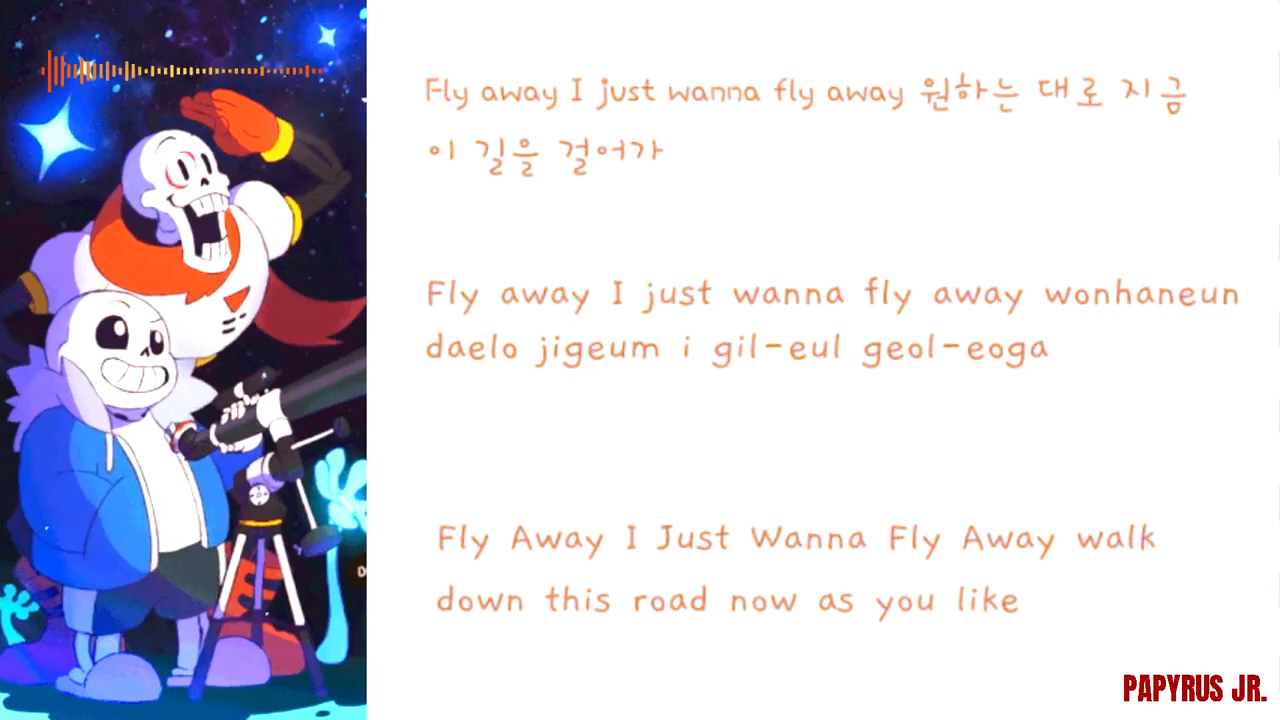 Fly away I just wanna fly away 원하는 대로 지금
이 길을 걸어가
Fly away I just wanna fly away wonhaneun
daelo jigeum i gil-eul geol-eoga
Fly Away I Just Wanna Fly Away walk
down this road now as you like
PAPYRUS JR.